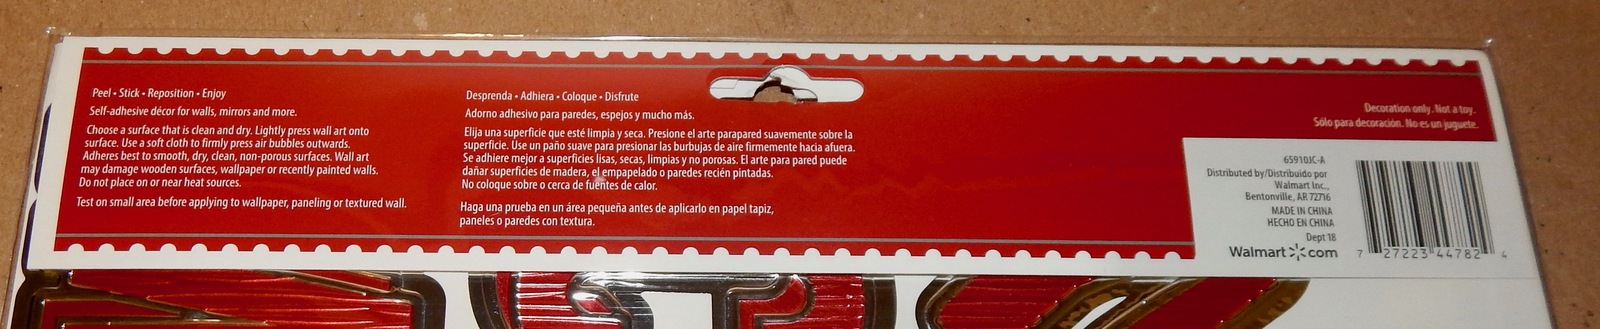 Peel • Stick • Reposition • Enjoy
Self-adhesive décor for walls, mirrors and more.
Choose a surface that is clean and dry. Lightly press wall art onto
surface. Use a soft cloth to firmly press air bubbles outwards.
Adheres best to smooth, dry, clean, non-porous surfaces. Wall art
may damage wooden surfaces, wallpaper or recently painted walls.
Do not place on or near heat sources.
Test on small area before applying to wallpaper, paneling or textured wall.
Desprenda • Adhiera • Coloque • Disfrute
Adorno adhesivo para paredes, espejos y mucho más.
Elija una superficie que esté limpia y seca. Presione el arte parapared suavemente sobre la
superficie. Use un paño suave para presionar las burbujas de aire firmemente hacia afuera.
Se adhiere mejor a superficies lisas, secas, limpias y no porosas. El arte para pared puede
dañar superficies de madera, el empapelado o paredes recién pintadas.
No coloque sobre o cerca de fuentes de calor.
Haga una prueba en un área pequeña antes de aplicarlo en papel tapiz,
paneles o paredes con textura.
Decoration only. Not a toy.
Sólo para decoración. No es un juguete.
65910JC-A
Distributed by/Distribuido por
Walmart Inc.,
Bentonville, AR 72716
MADE IN CHINA
HECHO EN CHINA
Dept 18
Walmart com
7 27223 44782 4